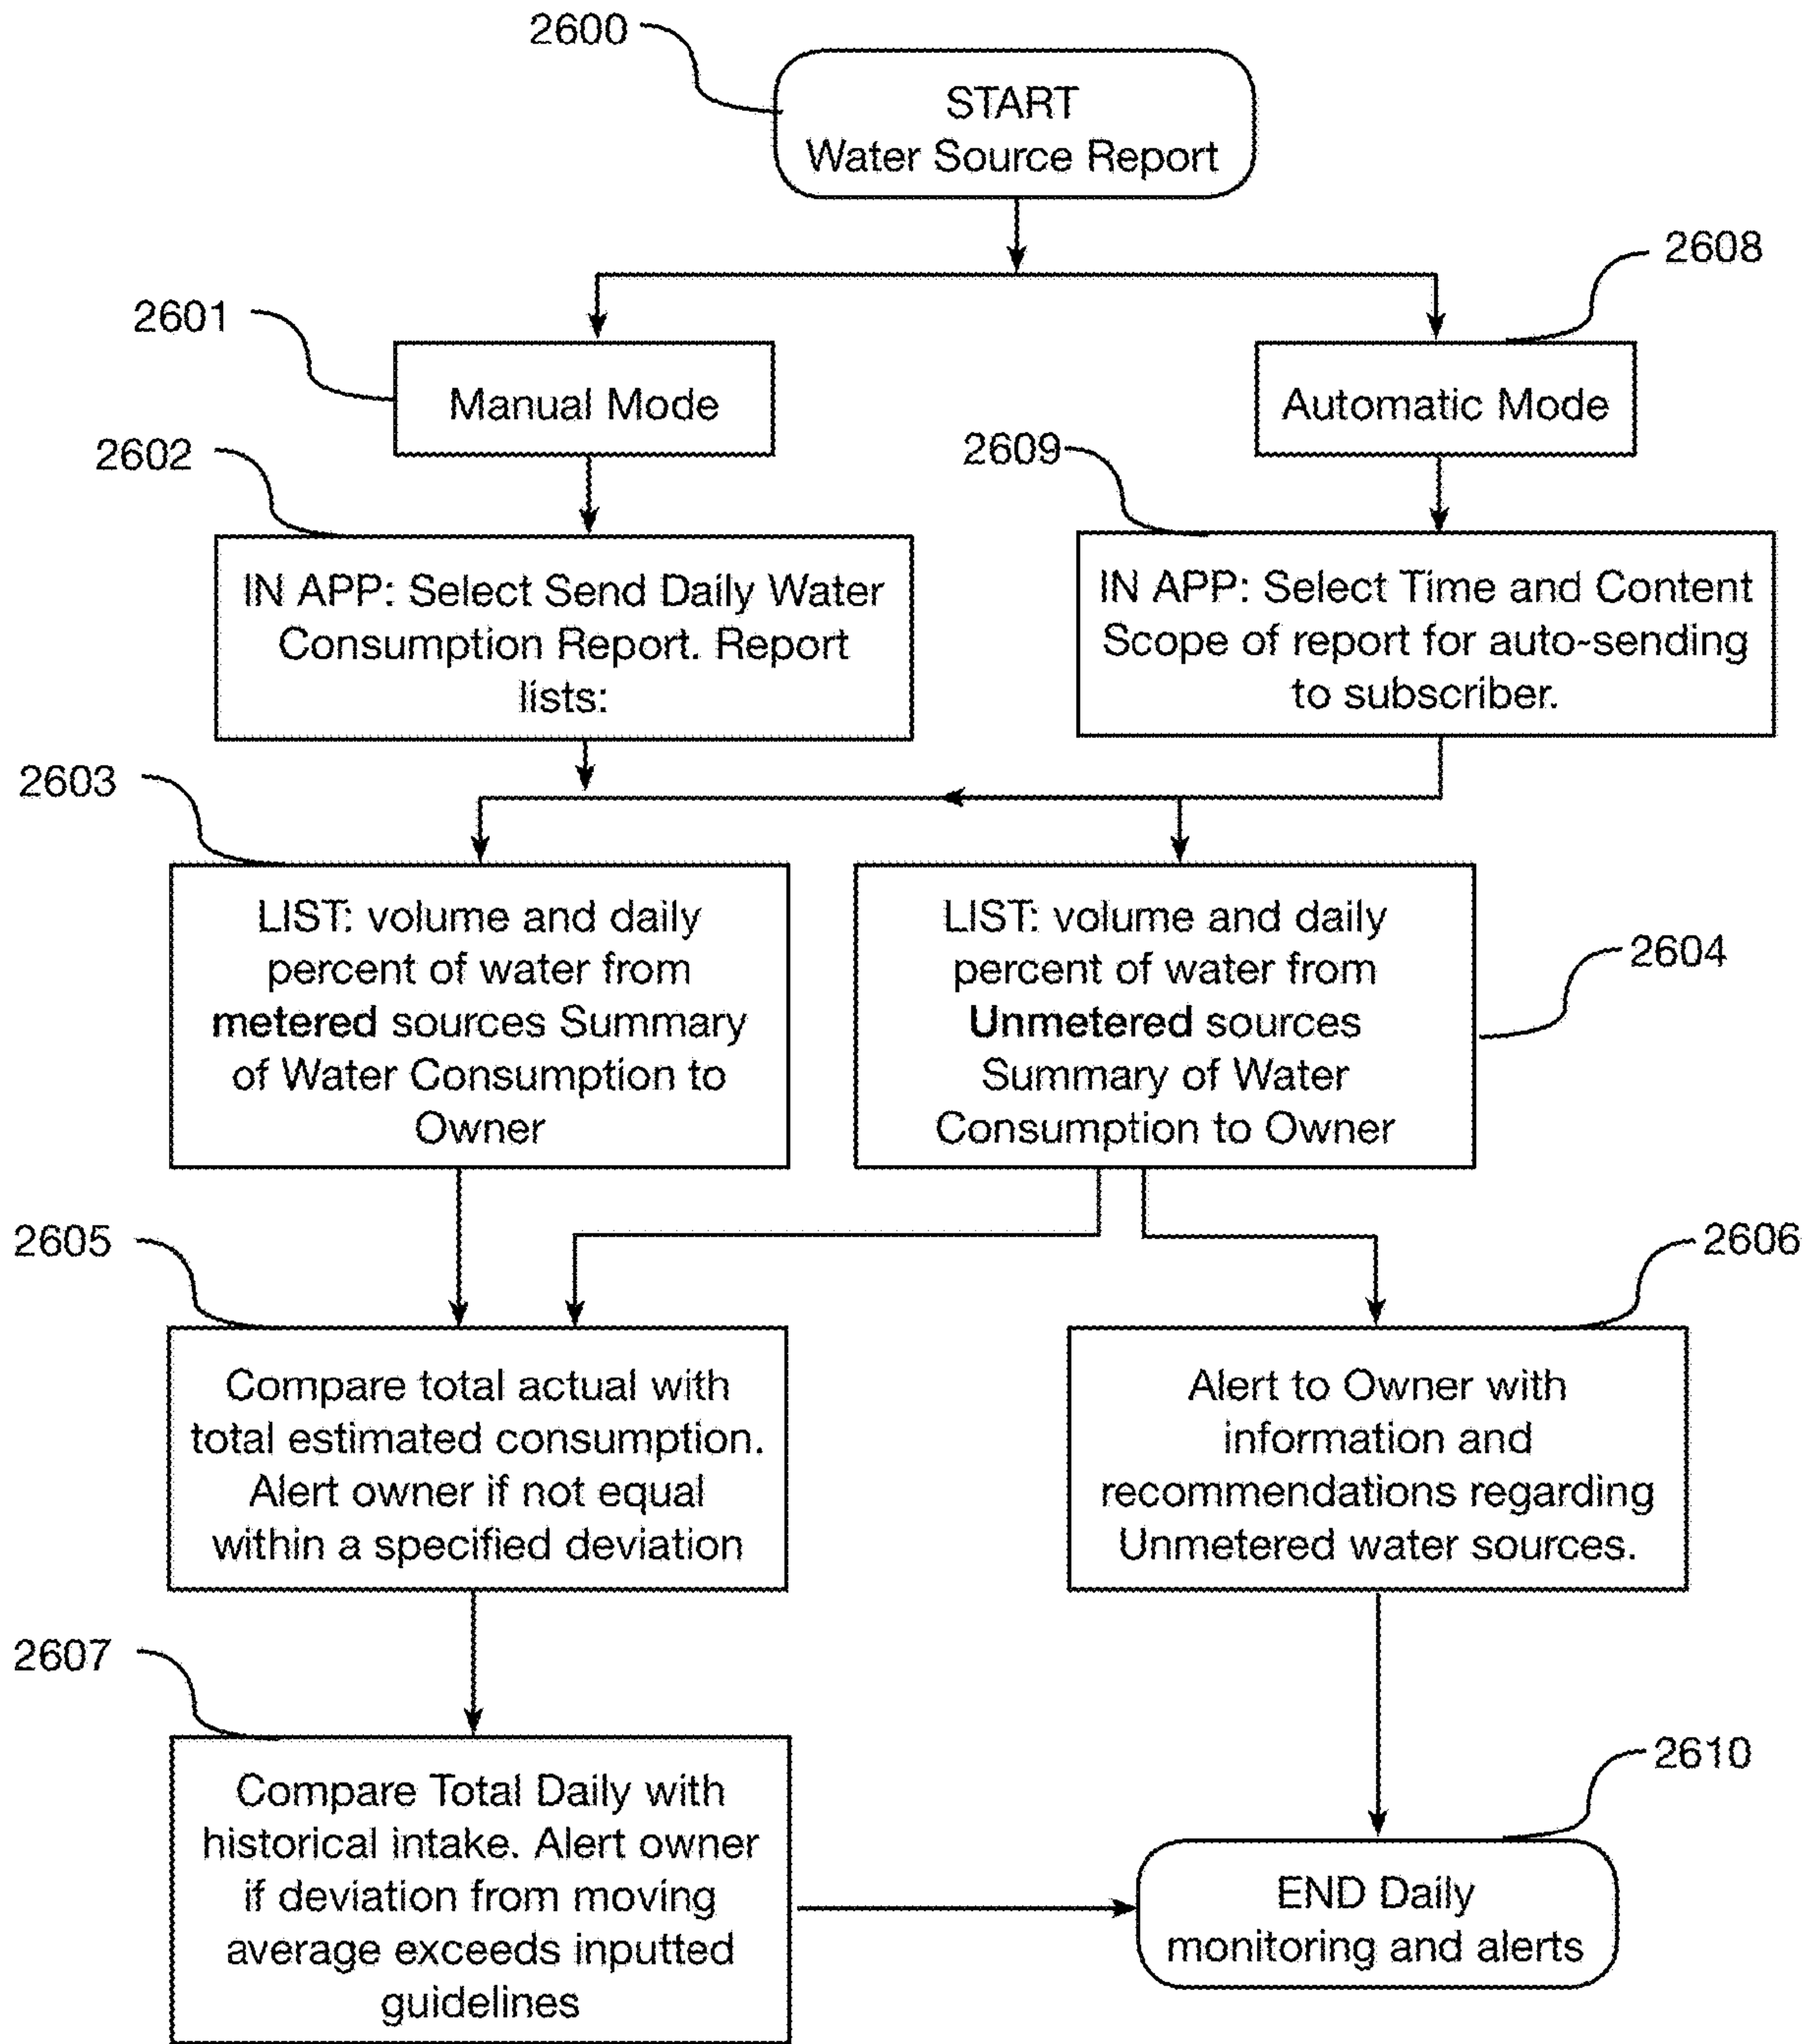 2600
START
Water Source Report
2608
2601
Manual Mode
Automatic Mode
2602
2609
IN APP: Select Send Daily Water
Consumption Report. Report
lists:
IN APP: Select Time and Content
Scope of report for auto-sending
to subscriber.
2603
LIST: volume and daily
percent of water from
metered sources Summary
of Water Consumption to
Owner
LIST: volume and daily
percent of water from
Unmetered sources
Summary of Water
Consumption to Owner
2604
2605
2606
Compare total actual with
total estimated consumption.
Alert owner if not equal
within a specified deviation
Alert to Owner with
information and
recommendations regarding
Unmetered water sources.
2607
2610
Compare Total Daily with
historical intake. Alert owner
if deviation from moving
average exceeds inputted
guidelines
END Daily
monitoring and alerts